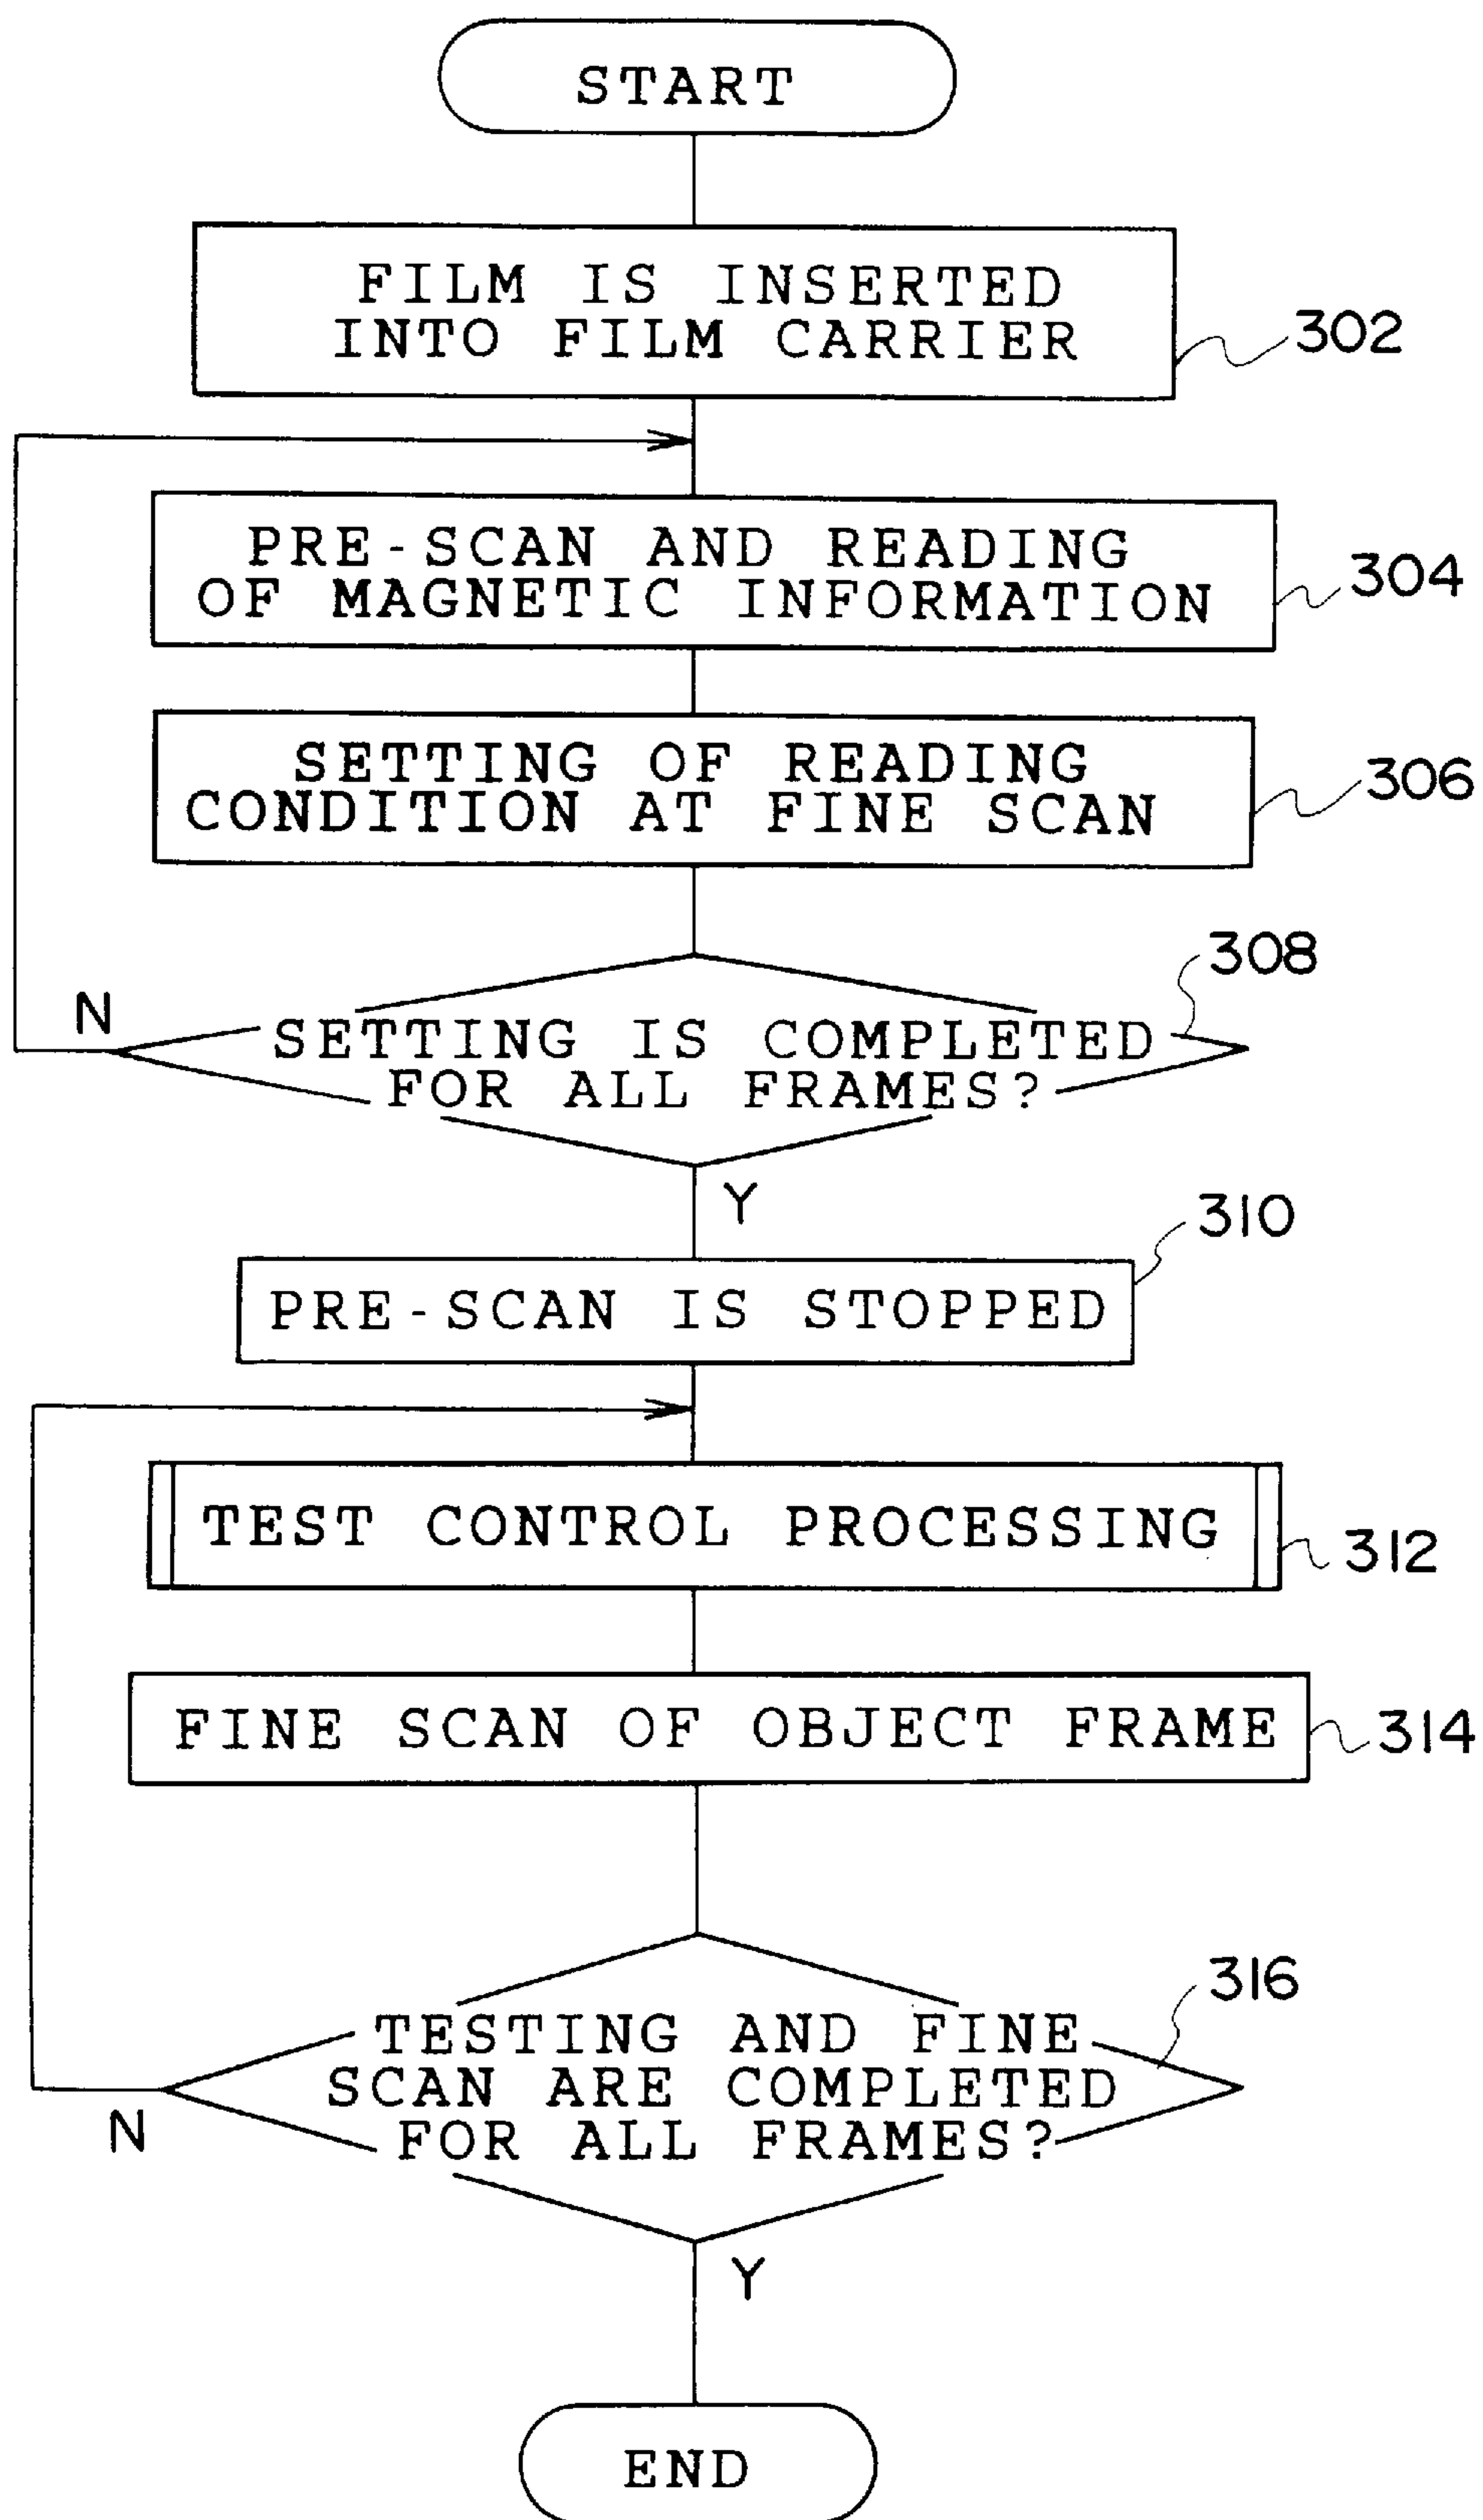 START
FILM IS INSERTED
INTO FILM CARRIER
302
PRE-SCAN AND READING
OF MAGNETIC INFORMATION
304
SETTING OF READING
CONDITION AT FINE SCAN
306
308
N
SETTING IS COMPLETED
FOR ALL FRAMES?
Y
310
PRE-SCAN IS STOPPED
TEST CONTROL PROCESSING
312
FINE SCAN OF OBJECT FRAME
314
316
TESTING AND FINE
SCAN ARE COMPLETED
FOR ALL FRAMES?
N
Y
END